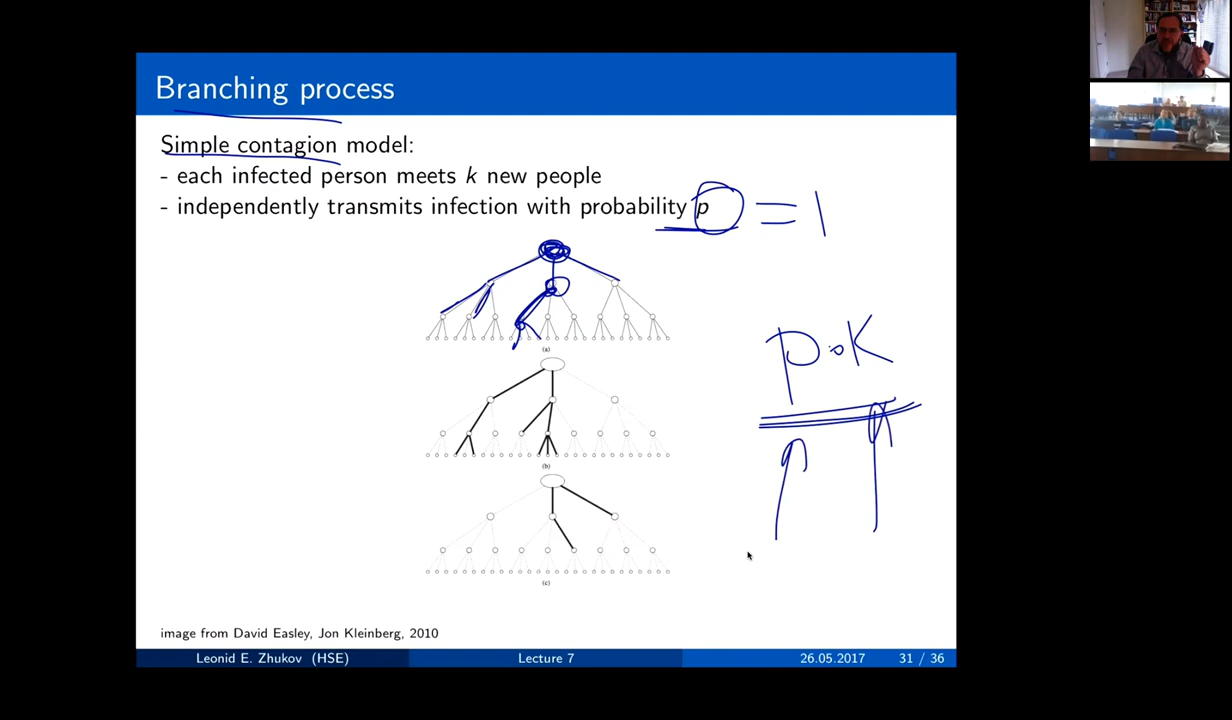 Branching process
Simple contagion model:
- each infected person meets k new people
- independently transmits infection with probability p = 1
p·K
(a)
(b)
(c)
image from David Easley, Jon Kleinberg, 2010
Leonid E. Zhukov (HSE) Lecture 7 26.05.2017 31 / 36